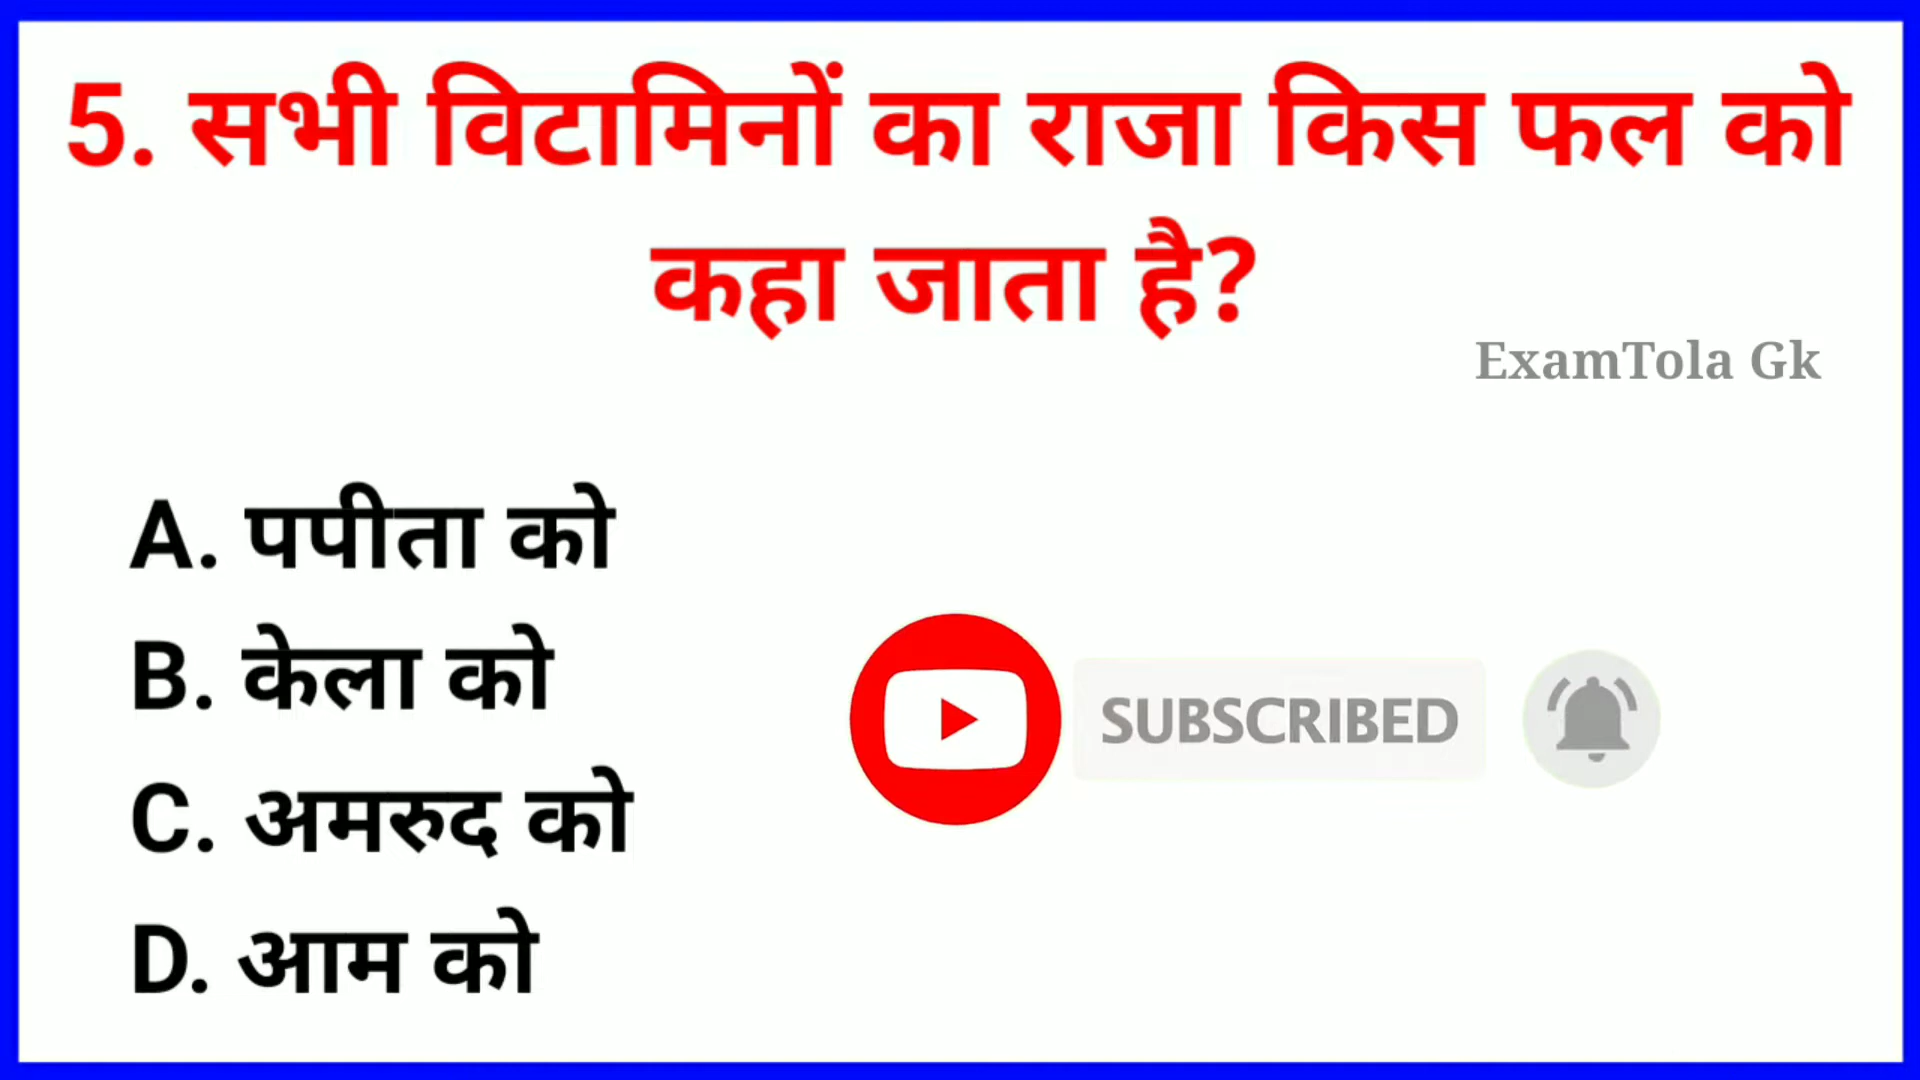 5. सभी विटामिनों का राजा किस फल को
कहा जाता है?
ExamTola Gk
A. पपीता को
B. केला को
C. अमरुद को
D. आम को
SUBSCRIBED